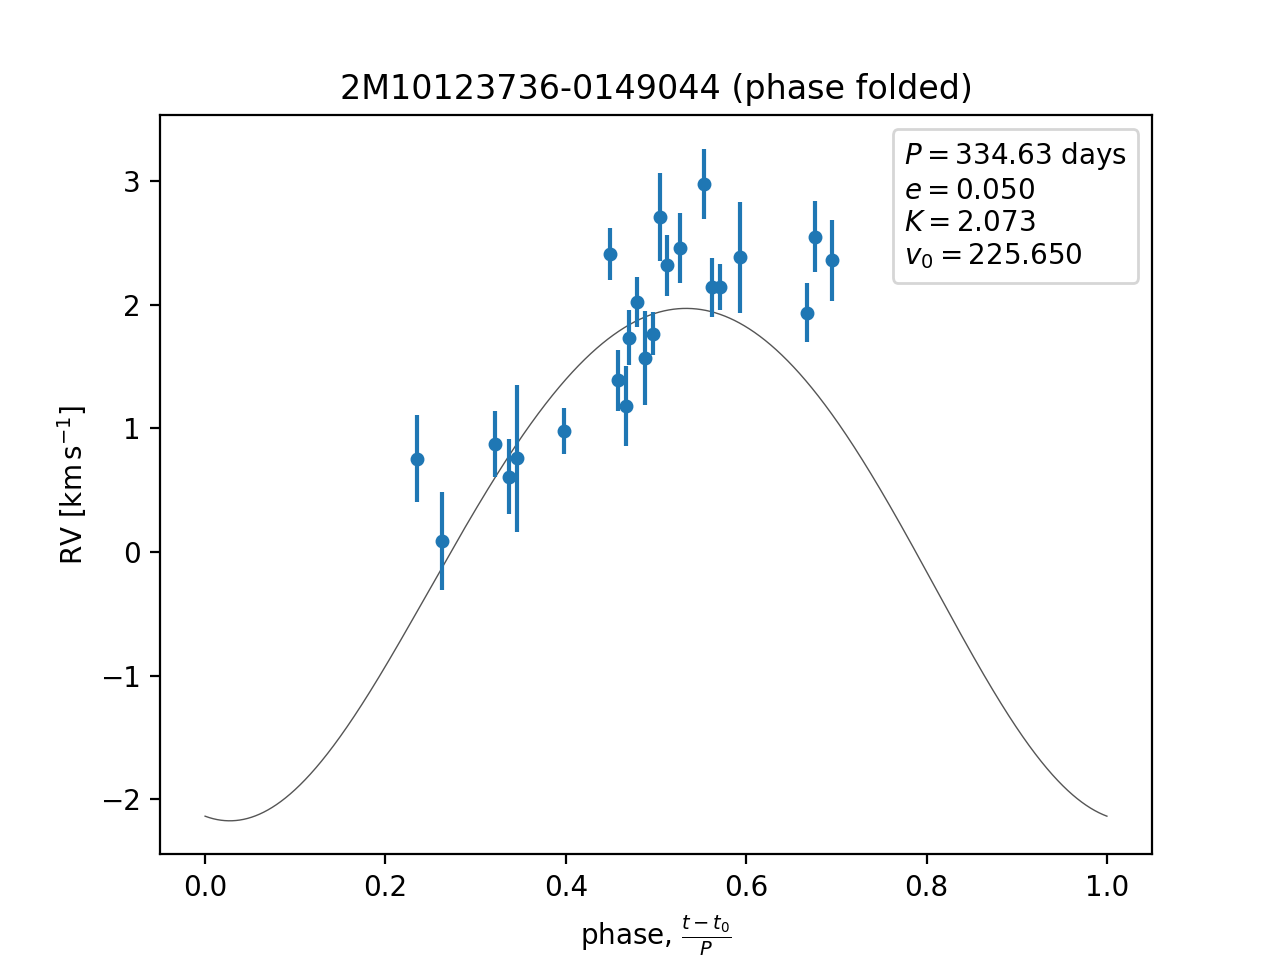 2M10123736-0149044 (phase folded)
P = 334.63 days
e = 0.050
K = 2.073
v₀ = 225.650
RV [km s⁻¹]
3
2
1
0
−1
−2
0.0 0.2 0.4 0.6 0.8 1.0
phase, (t − t₀)/P